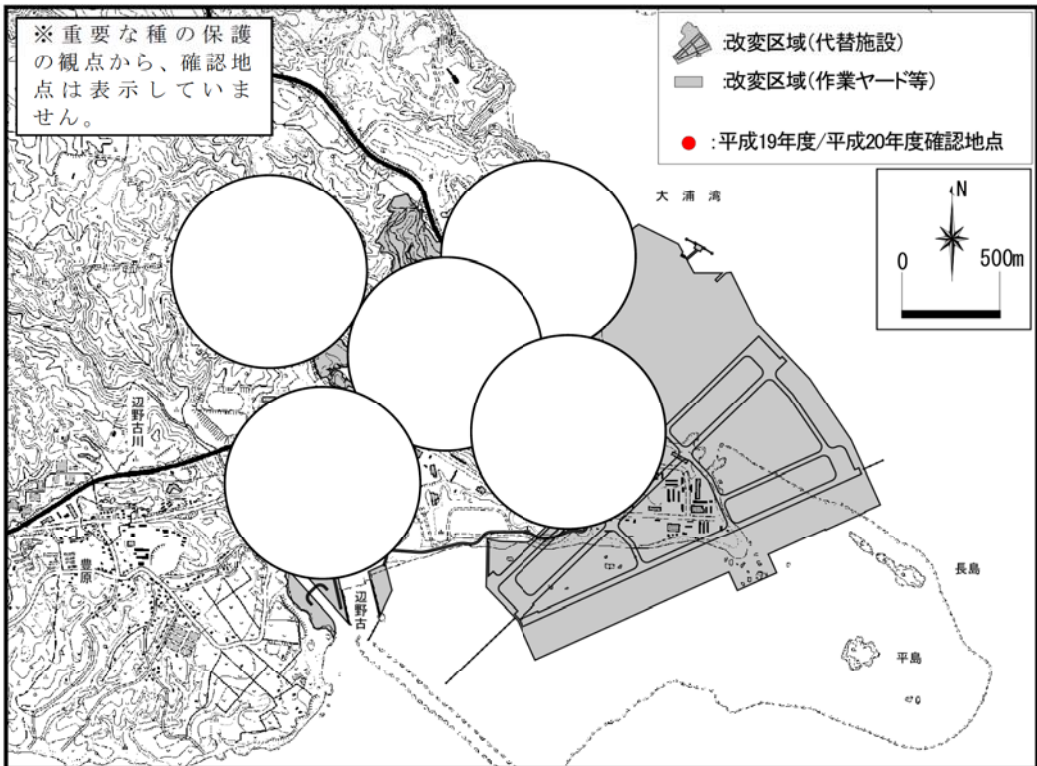 ※重要な種の保護
の観点から、確認地
点は表示していま
せん。
:改変区域(代替施設)
:改変区域(作業ヤード等)
:平成19年度/平成20年度確認地点
大浦湾
N
0 500m
辺野古川
豊原
辺野古
長島
平島